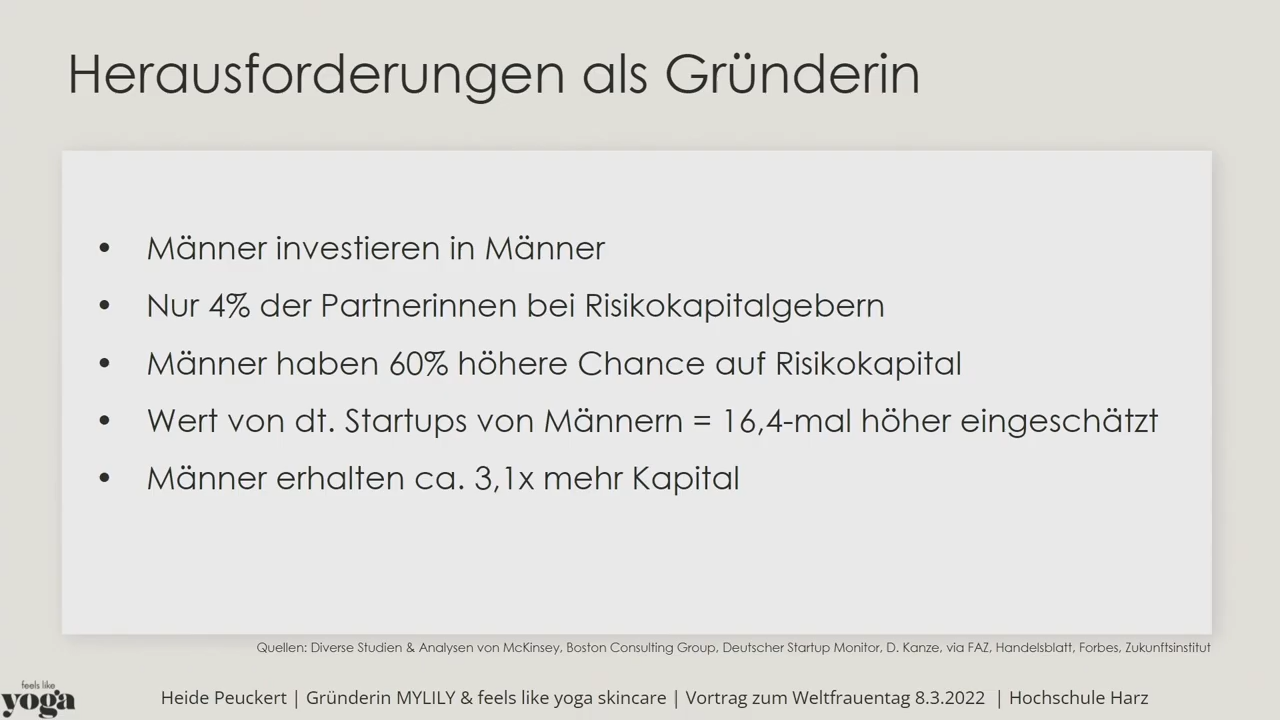 Herausforderungen als Gründerin
• Männer investieren in Männer
• Nur 4% der Partnerinnen bei Risikokapitalgebern
• Männer haben 60% höhere Chance auf Risikokapital
• Wert von dt. Startups von Männern = 16,4-mal höher eingeschätzt
• Männer erhalten ca. 3,1x mehr Kapital
Quellen: Diverse Studien & Analysen von McKinsey, Boston Consulting Group, Deutscher Startup Monitor, D. Kanze, via FAZ, Handelsblatt, Forbes, Zukunftsinstitut
feels like
yoga
Heide Peuckert | Gründerin MYLILY & feels like yoga skincare | Vortrag zum Weltfrauentag 8.3.2022 | Hochschule Harz